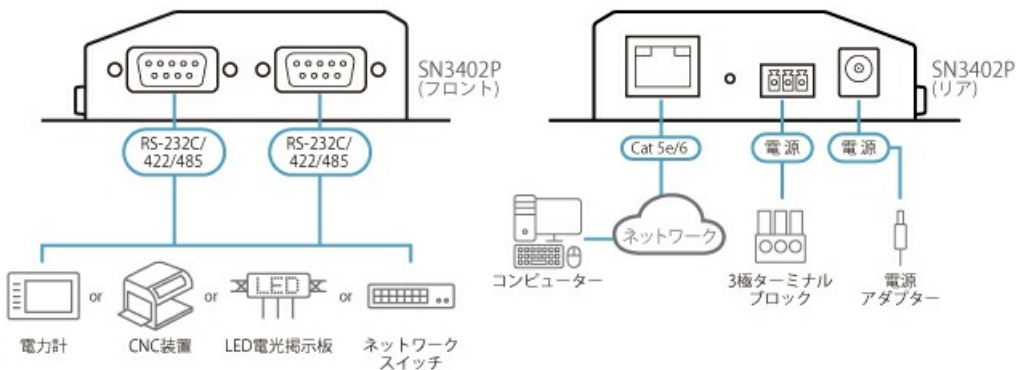 SN3402P
(フロント)
RS-232C/
422/485
RS-232C/
422/485
電力計
or
CNC装置
or
LED
LED電光掲示板
or
ネットワーク
スイッチ
SN3402P
(リア)
Cat 5e/6
電源
電源
コンピューター
ネットワーク
3極ターミナル
ブロック
電源
アダプター